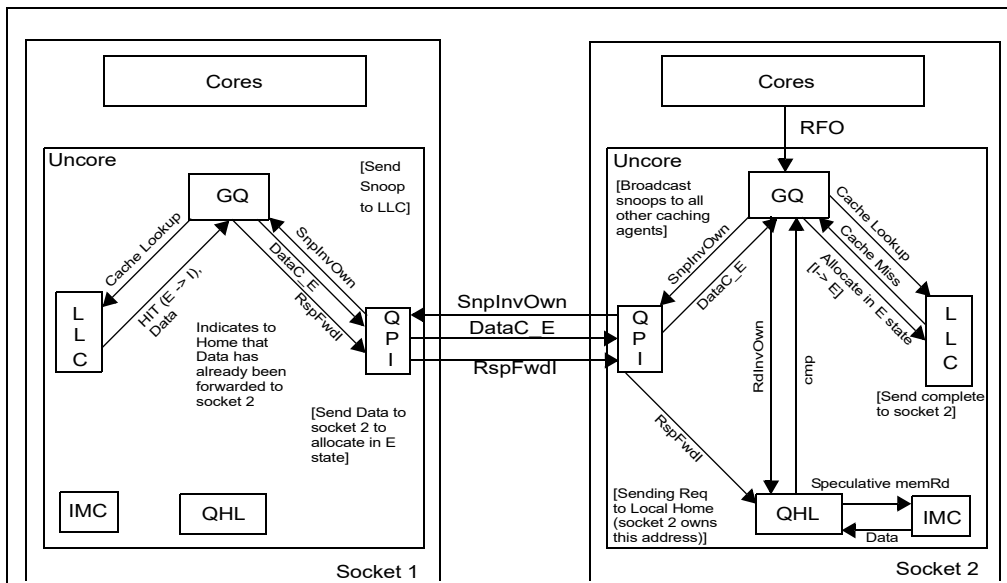 Cores
Uncore
GQ
[Send
Snoop
to LLC]
Cache Lookup
HIT (E -> I),
Data
SnpInvOwn
DataC_E
RspFwdI
L
L
C
Q
P
I
Indicates to
Home that
Data has
already been
forwarded to
socket 2
[Send Data to
socket 2 to
allocate in E
state]
IMC
QHL
Socket 1
SnpInvOwn
DataC_E
RspFwdI
Cores
RFO
Uncore
[Broadcast
snoops to all
other caching
agents]
GQ
SnpInvOwn
DataC_E
Cache Lookup
Cache Miss
Allocate in E state
[I-> E]
Q
P
I
L
L
C
RdInvOwn
cmp
[Send complete
to socket 2]
RspFwdI
[Sending Req
to Local Home
(socket 2 owns
this address)]
Speculative memRd
QHL
IMC
Data
Socket 2